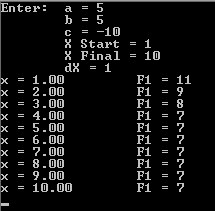 Enter: a = 5
b = 5
c = -10
X Start = 1
X Final = 10
dX = 1
x = 1.00 F1 = 11
x = 2.00 F1 = 9
x = 3.00 F1 = 8
x = 4.00 F1 = 7
x = 5.00 F1 = 7
x = 6.00 F1 = 7
x = 7.00 F1 = 7
x = 8.00 F1 = 7
x = 9.00 F1 = 7
x = 10.00 F1 = 7